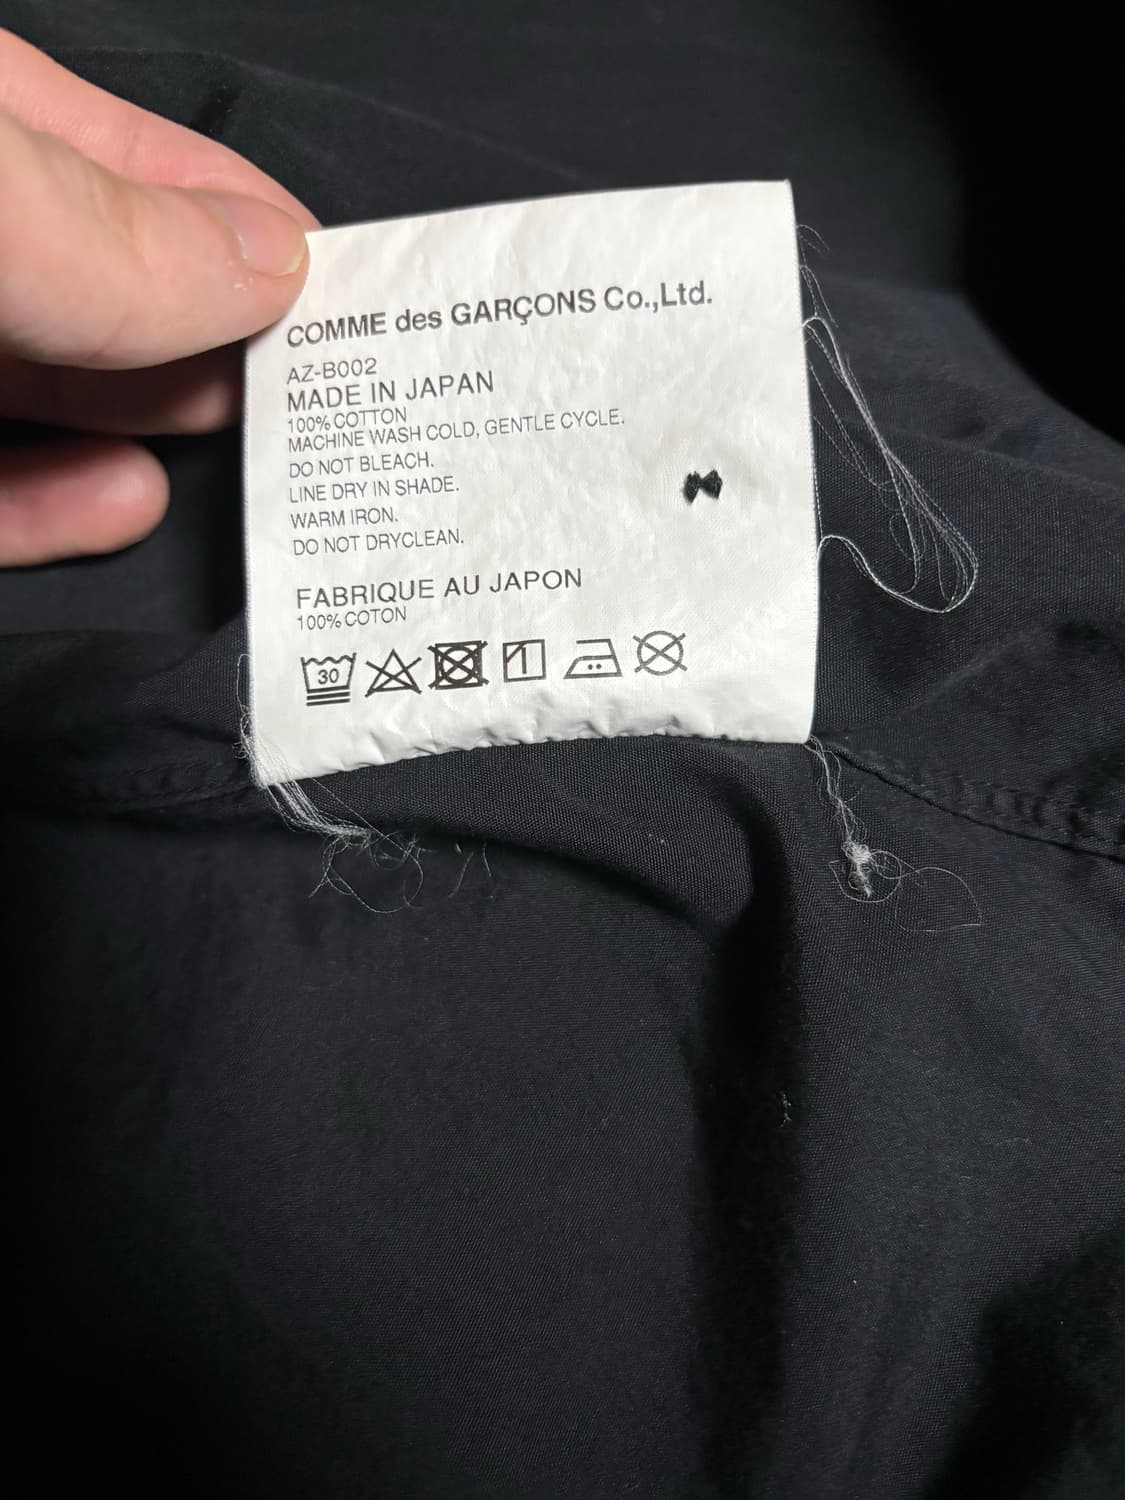 COMME des GARÇONS Co.,Ltd.
AZ-B002
MADE IN JAPAN
100% COTTON
MACHINE WASH COLD, GENTLE CYCLE.
DO NOT BLEACH.
LINE DRY IN SHADE.
WARM IRON.
DO NOT DRYCLEAN.
FABRIQUE AU JAPON
100% COTON
30